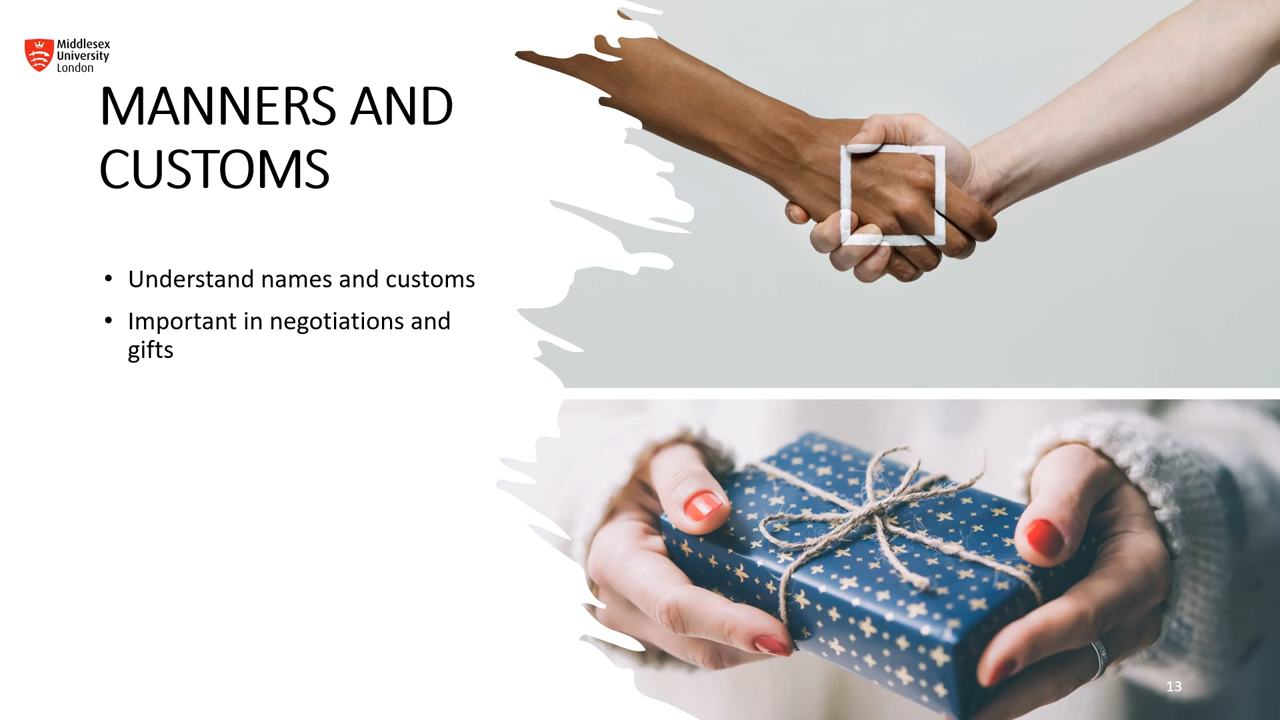 Middlesex
University
London
MANNERS AND
CUSTOMS
• Understand names and customs
• Important in negotiations and
gifts
13